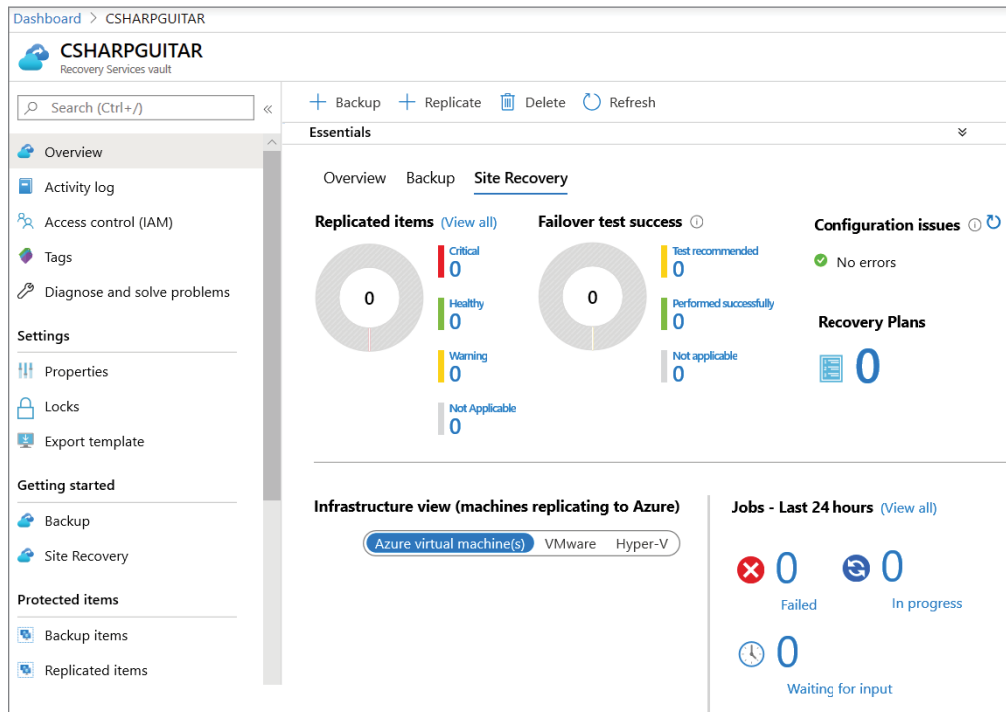 Dashboard > CSHARPGUITAR
CSHARPGUITAR
Recovery Services vault
Search (Ctrl+/)
«
Overview
Activity log
Access control (IAM)
Tags
Diagnose and solve problems
Settings
Properties
Locks
Export template
Getting started
Backup
Site Recovery
Protected items
Backup items
Replicated items
+ Backup + Replicate Delete Refresh
Essentials
Overview Backup Site Recovery
Replicated items (View all)
0
Critical
0
Healthy
0
Warning
0
Not Applicable
0
Failover test success
0
Test recommended
0
Performed successfully
0
Not applicable
0
Configuration issues
No errors
Recovery Plans
0
Infrastructure view (machines replicating to Azure)
Azure virtual machine(s) VMware Hyper-V
Jobs - Last 24 hours (View all)
0
Failed
0
In progress
0
Waiting for input